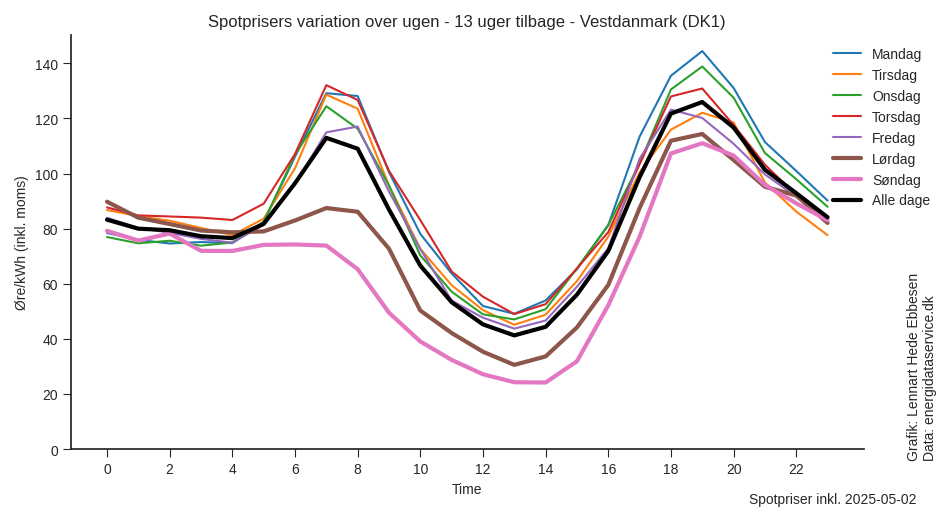 Spotprisers variation over ugen - 13 uger tilbage - Vestdanmark (DK1)
Øre/kWh (inkl. moms)
140
120
100
80
60
40
20
0
0 2 4 6 8 10 12 14 16 18 20 22
Time
Mandag
Tirsdag
Onsdag
Torsdag
Fredag
Lørdag
Søndag
Alle dage
Grafik: Lennart Hede Ebbesen
Data: energidataservice.dk
Spotpriser inkl. 2025-05-02